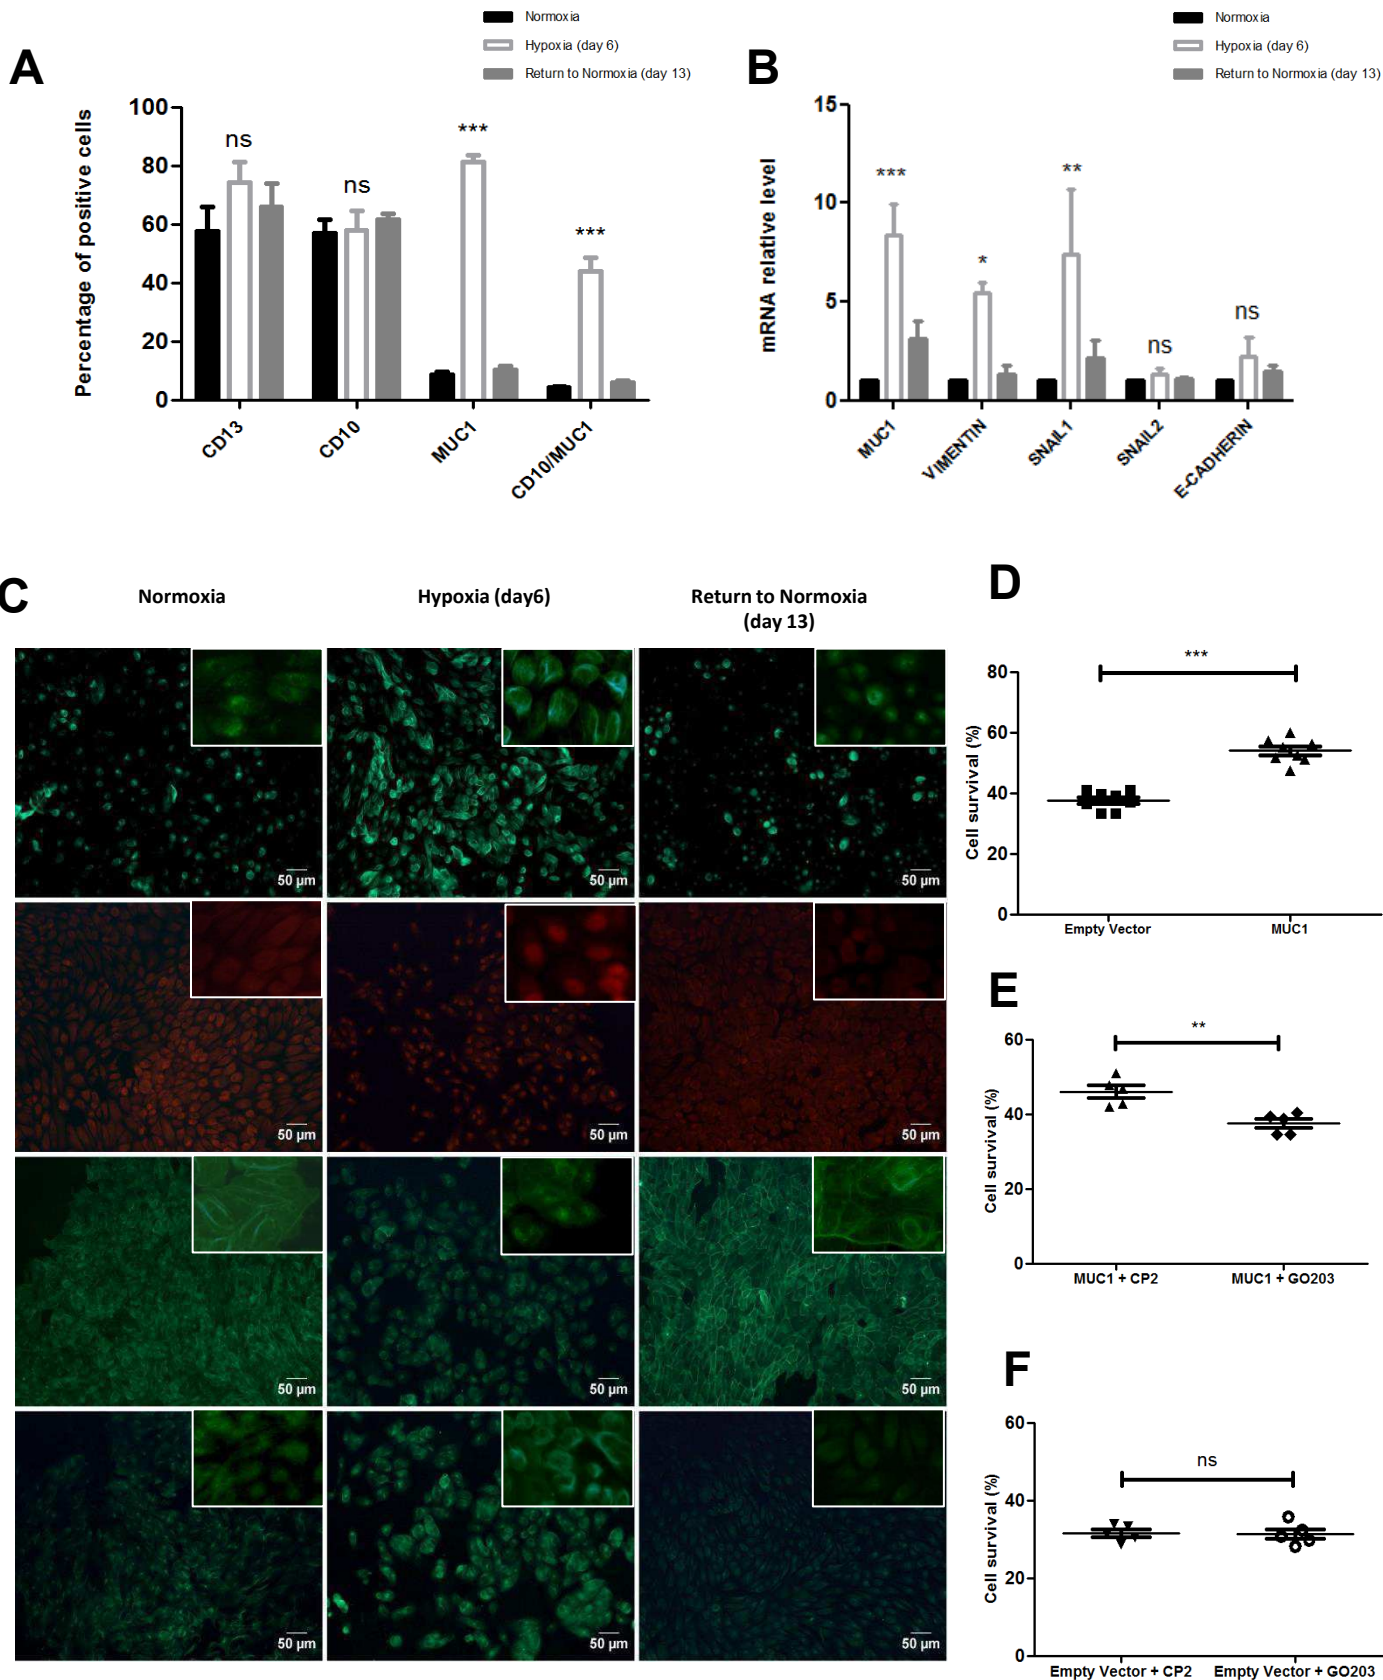 Normoxia
Hypoxia (day 6)
Return to Normoxia (day 13)
A
Percentage of positive cells
100
80
60
40
20
0
ns
ns
***
***
CD13
CD10
MUC1
CD10/MUC1
Normoxia
Hypoxia (day 6)
Return to Normoxia (day 13)
B
mRNA relative level
15
10
5
0
***
*
**
ns
ns
MUC1
VIMENTIN
SNAIL1
SNAIL2
E-CADHERIN
C
Normoxia
Hypoxia (day6)
Return to Normoxia
(day 13)
50 µm
50 µm
50 µm
50 µm
50 µm
50 µm
50 µm
50 µm
50 µm
50 µm
50 µm
50 µm
D
Cell survival (%)
80
60
40
20
0
***
Empty Vector
MUC1
E
Cell survival (%)
60
40
20
0
**
MUC1 + CP2
MUC1 + GO203
F
Cell survival (%)
60
40
20
0
ns
Empty Vector + CP2
Empty Vector + GO203